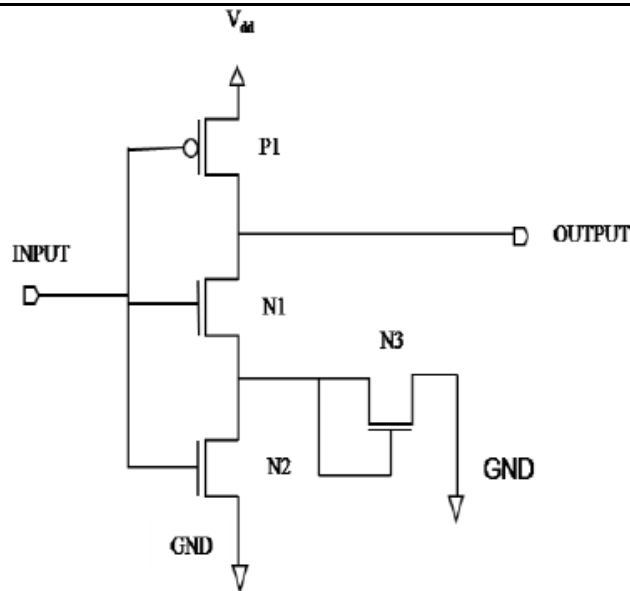 Vdd
P1
OUTPUT
INPUT
N1
N3
N2
GND
GND